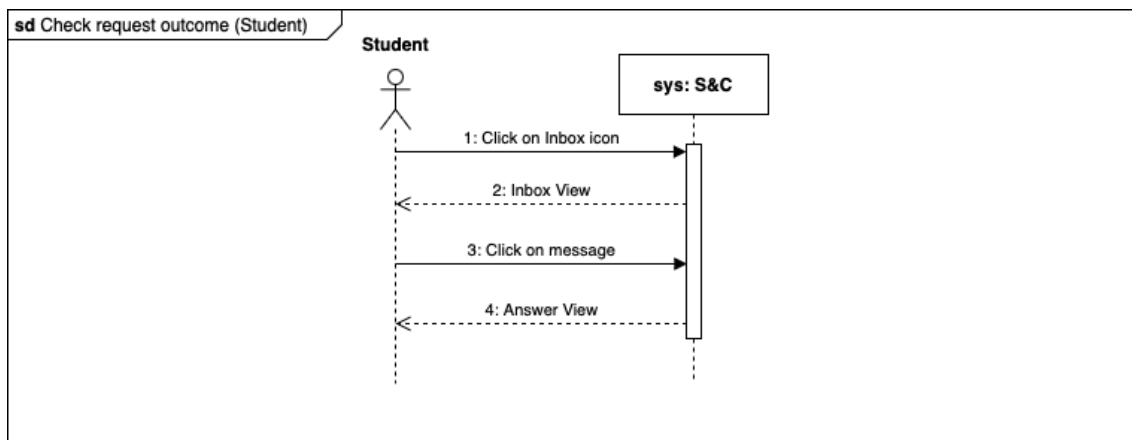 sd Check request outcome (Student)
Student
sys: S&C
1: Click on Inbox icon
2: Inbox View
3: Click on message
4: Answer View